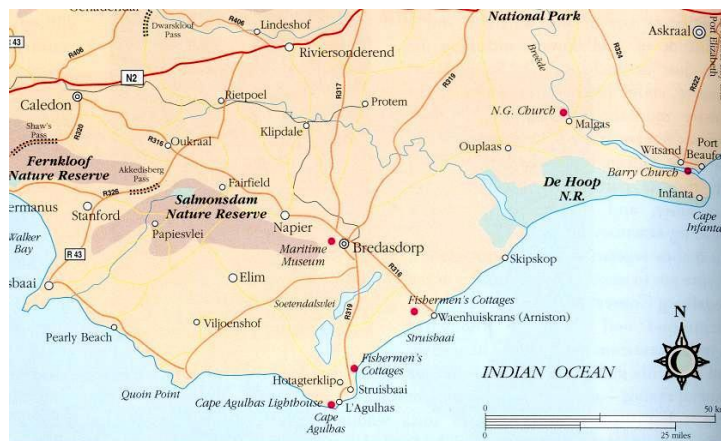 Dwarskloof
Pass
R406
Lindeshof
National Park
Askraal
R 43
R406
Riviersonderend
N2
R317
R319
Breede
R324
R322
Port Elizabeth
Caledon
Rietpoel
Protem
N.G. Church
Malgas
Shaw's
Pass
R320
R316
Klipdale
Oukraal
Ouplaas
Witsand
Port
Beaufort
Fernkloof
Nature Reserve
Akkedisberg
Pass
Barry Church
R326
Fairfield
De Hoop
N.R.
Infanta
Salmonsdam
Nature Reserve
Cape
Infanta
Stanford
Napier
Walker
Bay
Papiesvlei
Maritime
Museum
Bredasdorp
R 43
Skipskop
R316
Elim
Soetendalsvlei
R319
Fishermen's Cottages
Waenhuiskrans (Arniston)
Viljoenshof
Pearly Beach
Struisbaai
N
Fishermen's
Cottages
INDIAN OCEAN
Quoin Point
Hotagterklip
Struisbaai
Cape Agulhas Lighthouse
L'Agulhas
Cape
Agulhas
0
50
0
25 miles